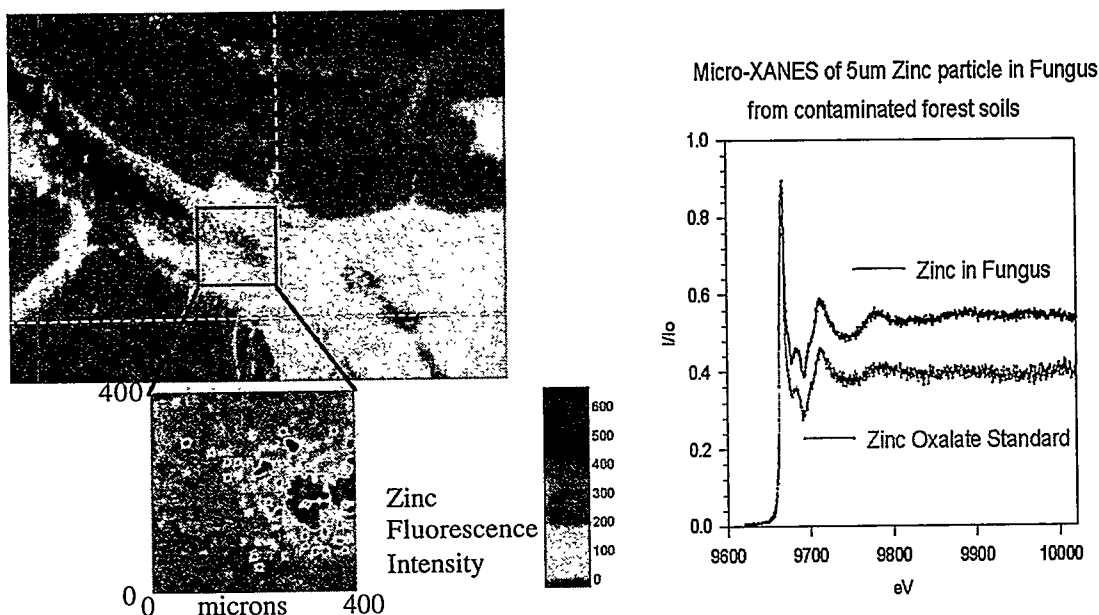 400
0
0
microns
400
Zinc
Fluorescence
Intensity
600
500
400
300
200
100
0
Micro-XANES of 5um Zinc particle in Fungus
from contaminated forest soils
1.0
0.8
0.6
0.4
0.2
0.0
I/Io
Zinc in Fungus
Zinc Oxalate Standard
9600
9700
9800
9900
10000
eV